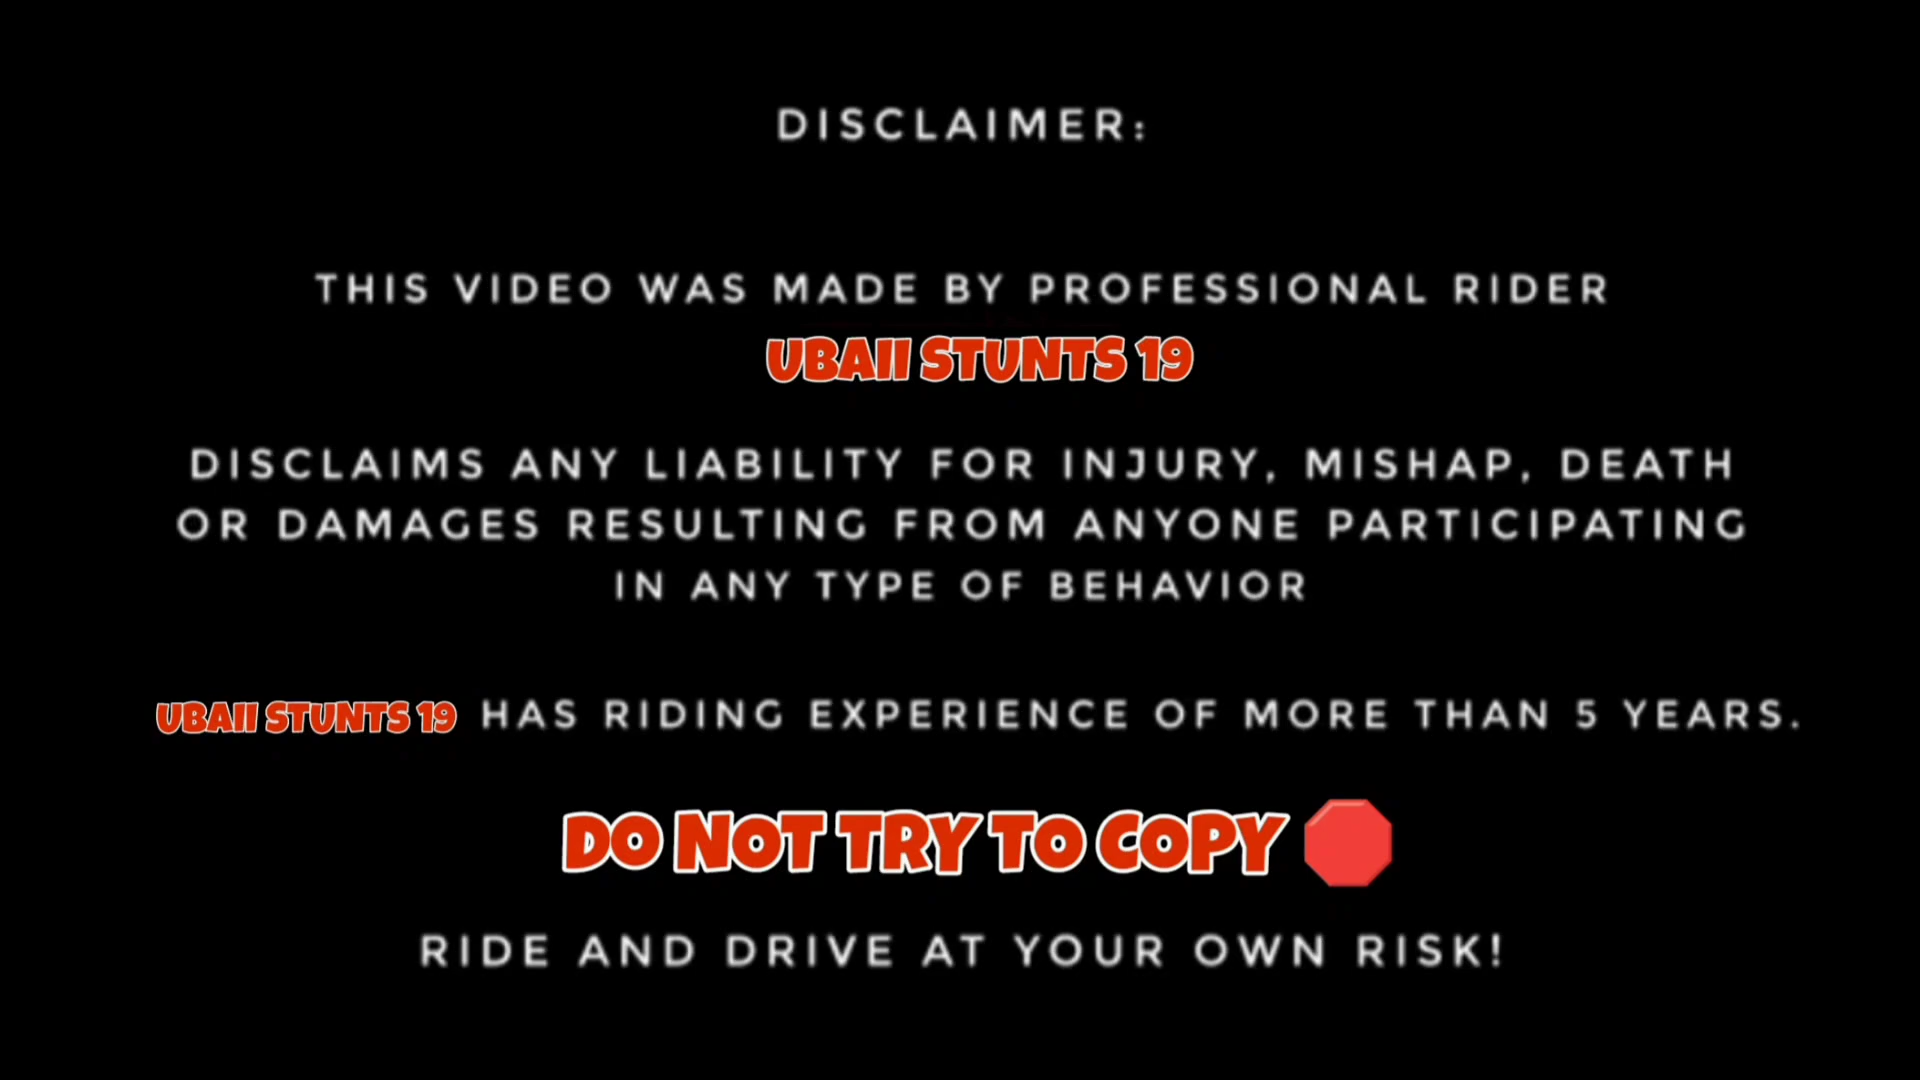 DISCLAIMER:
THIS VIDEO WAS MADE BY PROFESSIONAL RIDER
UBAII STUNTS 19
DISCLAIMS ANY LIABILITY FOR INJURY, MISHAP, DEATH
OR DAMAGES RESULTING FROM ANYONE PARTICIPATING
IN ANY TYPE OF BEHAVIOR
UBAII STUNTS 19 HAS RIDING EXPERIENCE OF MORE THAN 5 YEARS.
DO NOT TRY TO COPY 🛑
RIDE AND DRIVE AT YOUR OWN RISK!